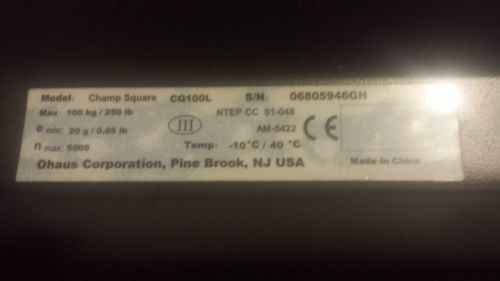 Model: Champ Square CQ100L S/N: 06805946GH
Max 100 kg / 250 lb NTEP CC 01-048
e min: 20 g / 0.05 lb III AM-5422 CE
n max: 5000 Temp: -10°C / 40 °C
Ohaus Corporation, Pine Brook, NJ USA Made in China